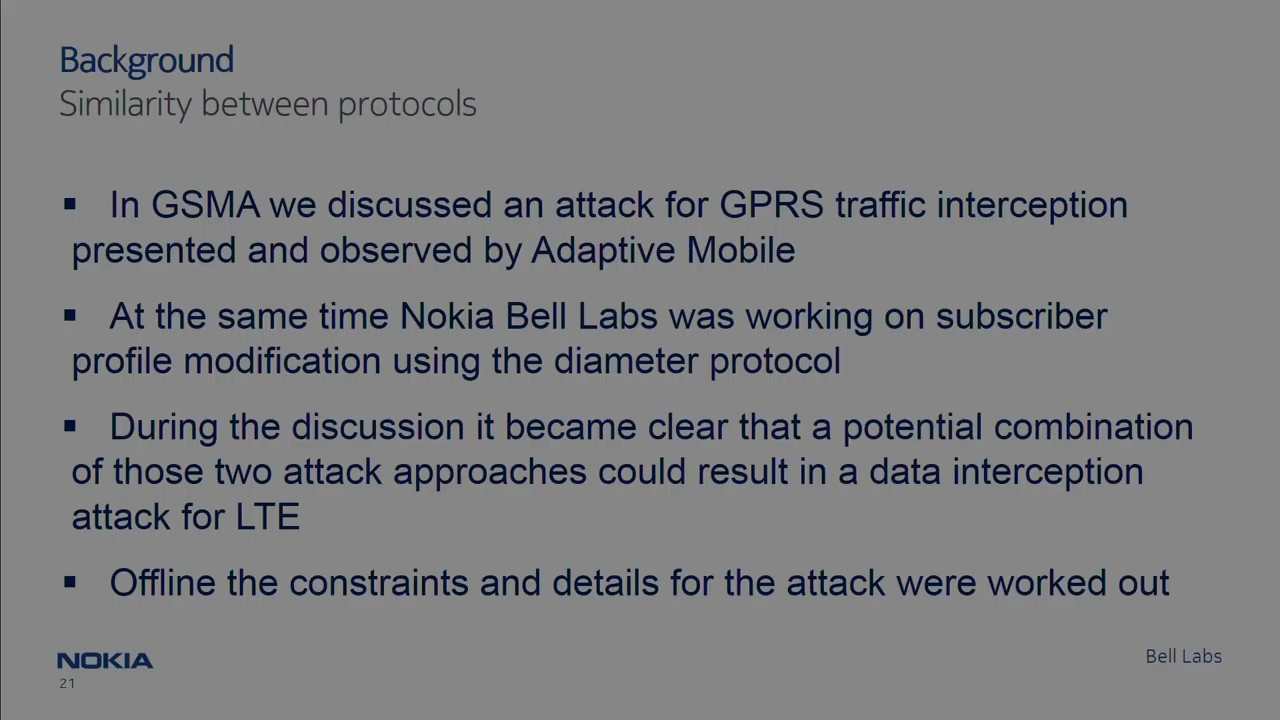 Background
Similarity between protocols
▪ In GSMA we discussed an attack for GPRS traffic interception
presented and observed by Adaptive Mobile
▪ At the same time Nokia Bell Labs was working on subscriber
profile modification using the diameter protocol
▪ During the discussion it became clear that a potential combination
of those two attack approaches could result in a data interception
attack for LTE
▪ Offline the constraints and details for the attack were worked out
NOKIA
Bell Labs
21